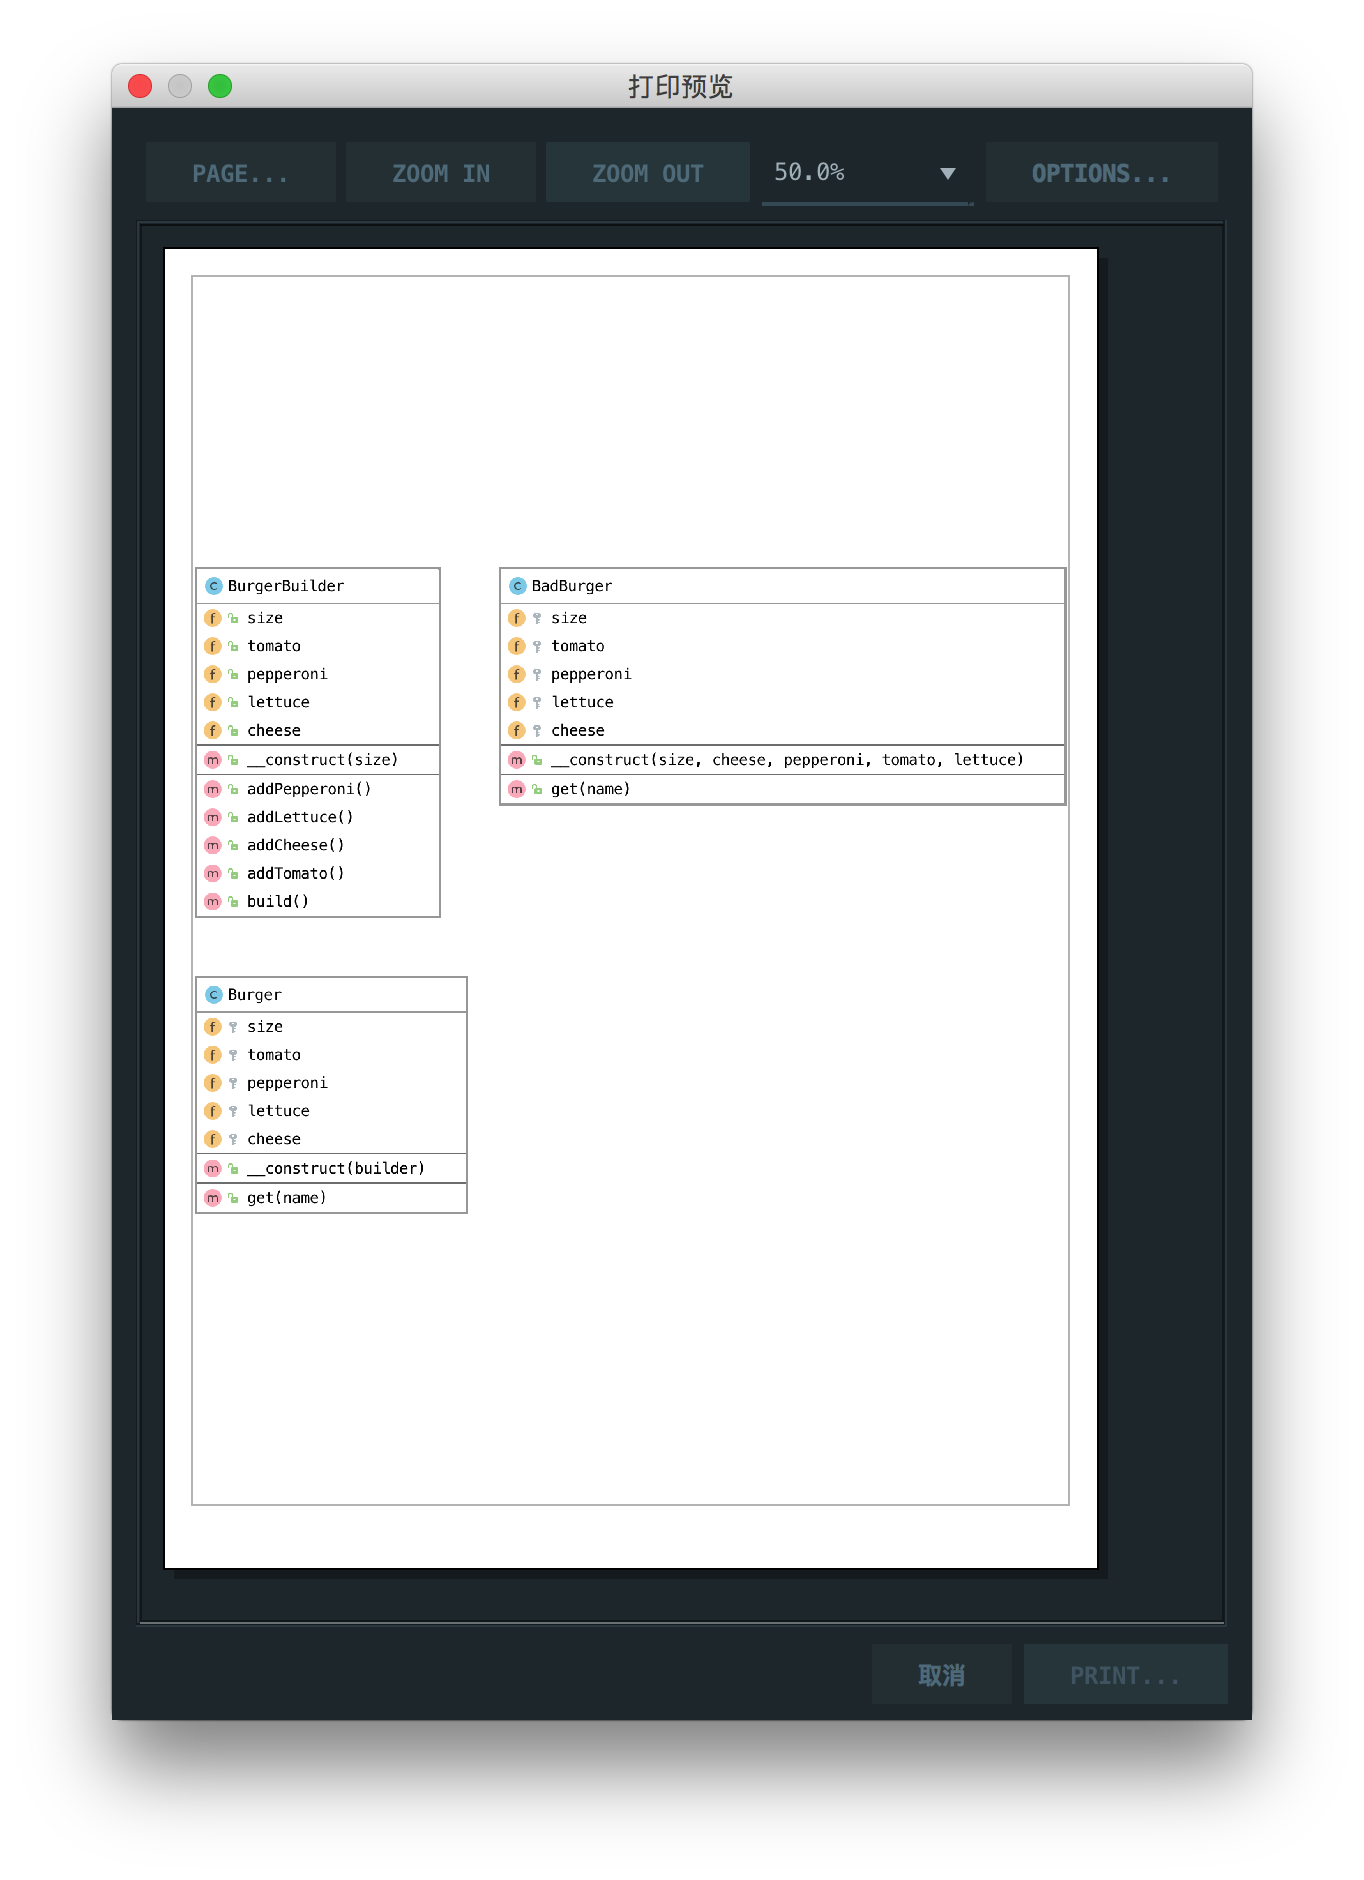 打印预览
PAGE...
ZOOM IN
ZOOM OUT
50.0%
OPTIONS...
C BurgerBuilder
f size
f tomato
f pepperoni
f lettuce
f cheese
m __construct(size)
m addPepperoni()
m addLettuce()
m addCheese()
m addTomato()
m build()
C BadBurger
f size
f tomato
f pepperoni
f lettuce
f cheese
m __construct(size, cheese, pepperoni, tomato, lettuce)
m get(name)
C Burger
f size
f tomato
f pepperoni
f lettuce
f cheese
m __construct(builder)
m get(name)
取消
PRINT...